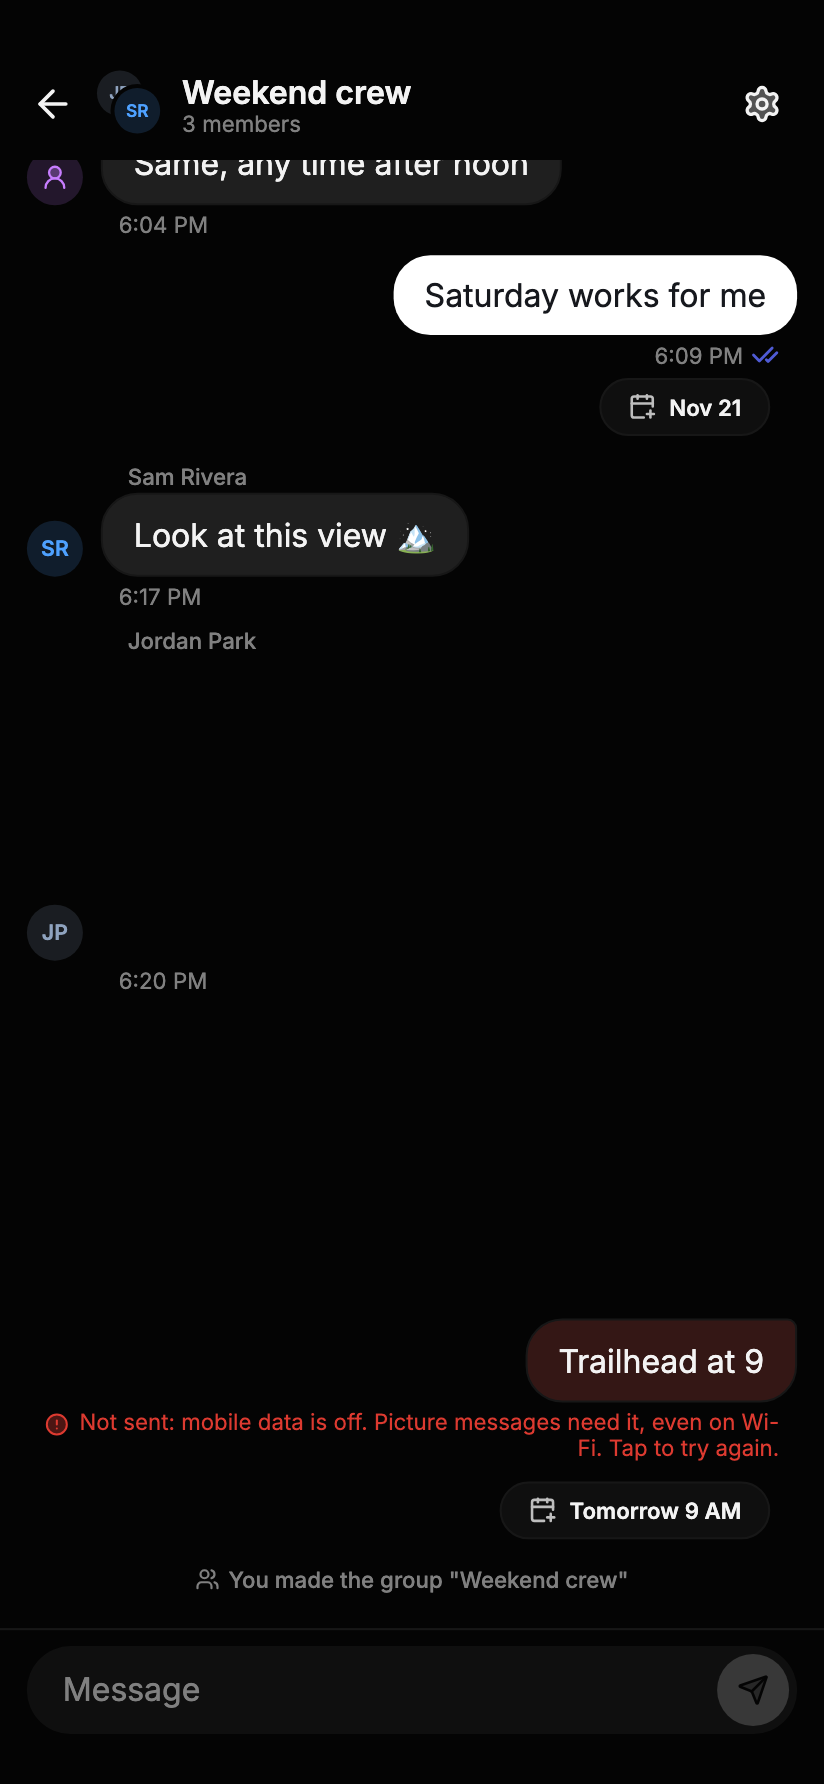 JP
SR
Weekend crew
3 members
Same, any time after noon
6:04 PM
Saturday works for me
6:09 PM
Nov 21
Sam Rivera
SR
Look at this view 🏔️
6:17 PM
Jordan Park
JP
6:20 PM
Trailhead at 9
Not sent: mobile data is off. Picture messages need it, even on Wi-
Fi. Tap to try again.
Tomorrow 9 AM
You made the group "Weekend crew"
Message